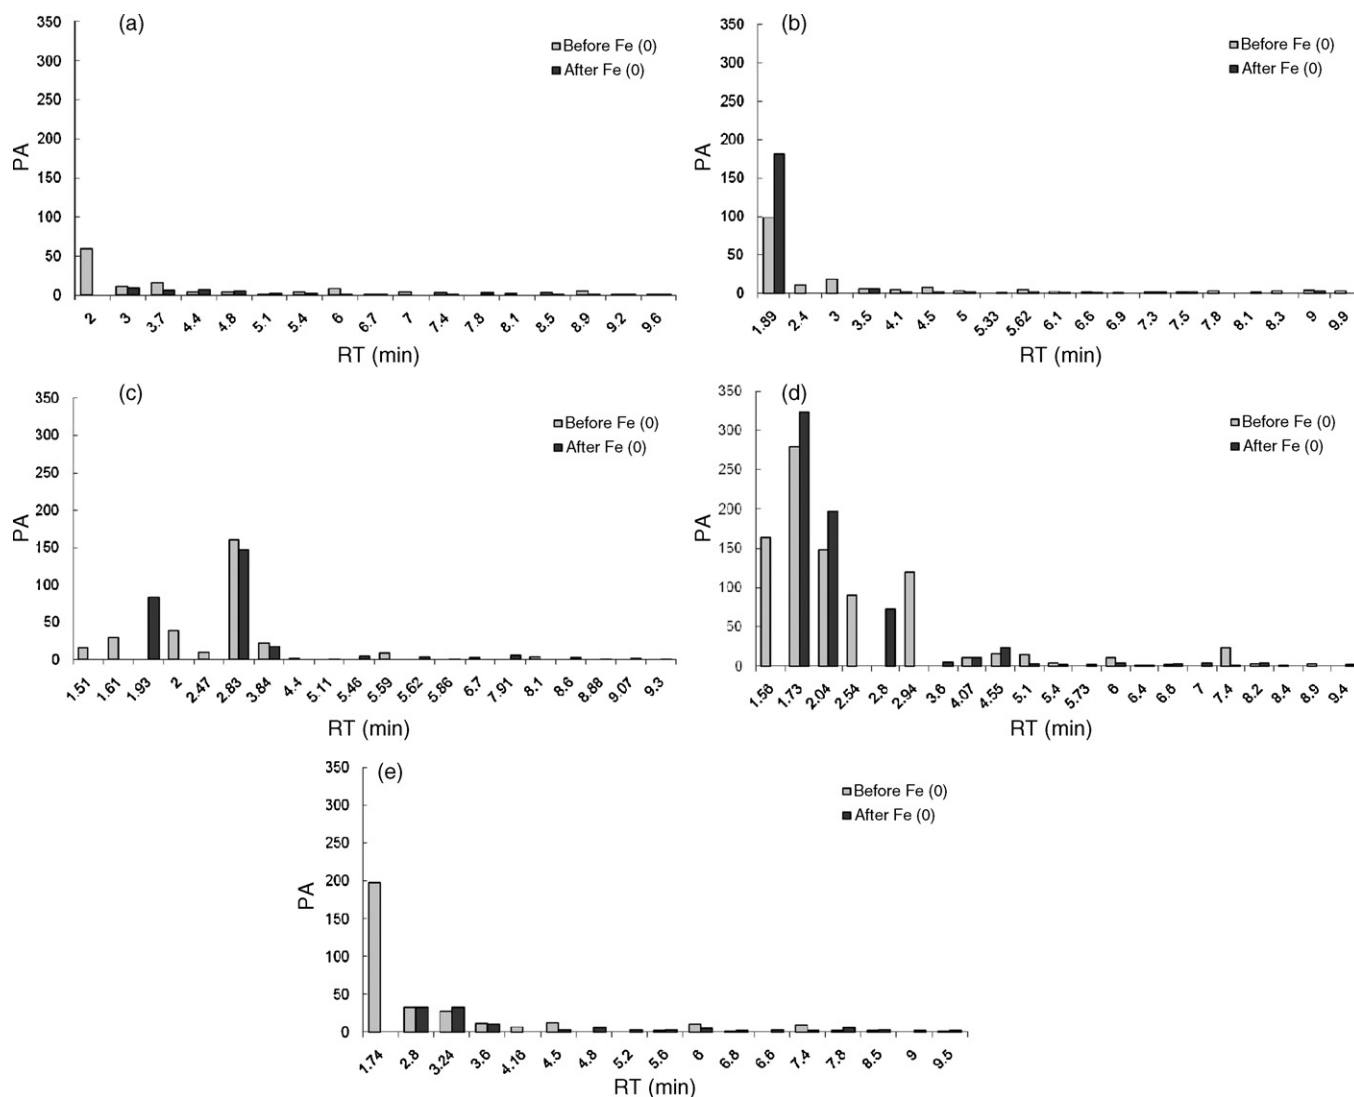 (a)
350
300
250
200
150
100
50
0
PA
Before Fe (0)
After Fe (0)
2 3 3.7 4.4 4.8 5.1 5.4 6 6.7 7 7.4 7.8 8.1 8.5 8.9 9.2 9.6
RT (min)
(b)
350
300
250
200
150
100
50
0
PA
Before Fe (0)
After Fe (0)
1.89 2.4 3 3.5 4.1 4.5 5 5.33 5.62 6.1 6.6 6.9 7.3 7.5 7.8 8.1 8.3 9 9.9
RT (min)
(c)
350
300
250
200
150
100
50
0
PA
Before Fe (0)
After Fe (0)
1.51 1.61 1.93 2 2.47 2.83 3.84 4.4 5.11 5.46 5.59 5.62 5.86 6.7 7.91 8.1 8.6 8.88 9.07 9.3
RT (min)
(d)
350
300
250
200
150
100
50
0
PA
Before Fe (0)
After Fe (0)
1.56 1.73 2.04 2.54 2.8 2.94 3.6 4.07 4.55 5.1 5.4 5.73 6 6.4 6.6 7 7.4 8.2 8.4 8.9 9.4
RT (min)
(e)
350
300
250
200
150
100
50
0
PA
Before Fe (0)
After Fe (0)
1.74 2.8 3.24 3.6 4.16 4.5 4.8 5.2 5.6 6 6.8 6.6 7.4 7.8 8.5 9 9.5
RT (min)